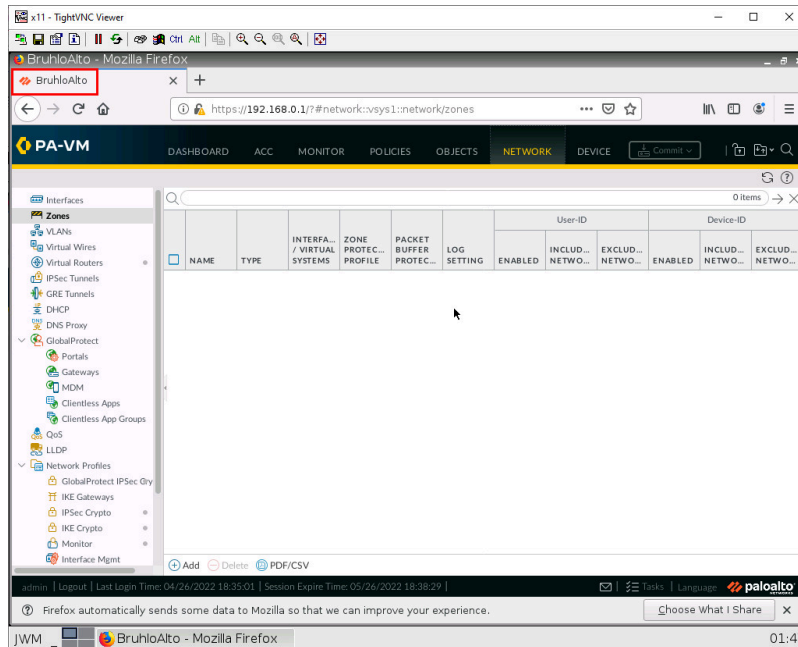 x11 - TightVNC Viewer
Ctrl Alt
BruhloAlto - Mozilla Firefox
BruhloAlto
https://192.168.0.1/?#network::vsys1::network/zones
PA-VM
DASHBOARD ACC MONITOR POLICIES OBJECTS NETWORK DEVICE Commit
Interfaces
Zones
VLANs
Virtual Wires
Virtual Routers
IPSec Tunnels
GRE Tunnels
DHCP
DNS Proxy
GlobalProtect
Portals
Gateways
MDM
Clientless Apps
Clientless App Groups
QoS
LLDP
Network Profiles
GlobalProtect IPSec Cry
IKE Gateways
IPSec Crypto
IKE Crypto
Monitor
Interface Mgmt
0 items
User-ID Device-ID
NAME TYPE INTERFA... / VIRTUAL SYSTEMS ZONE PROTEC... PROFILE PACKET BUFFER PROTEC... LOG SETTING ENABLED INCLUD... NETWO... EXCLUD... NETWO... ENABLED INCLUD... NETWO... EXCLUD... NETWO...
Add Delete PDF/CSV
admin | Logout | Last Login Time: 04/26/2022 18:35:01 | Session Expire Time: 05/26/2022 18:38:29 | Tasks | Language paloalto NETWORKS
Firefox automatically sends some data to Mozilla so that we can improve your experience. Choose What I Share
JWM BruhloAlto - Mozilla Firefox 01:4